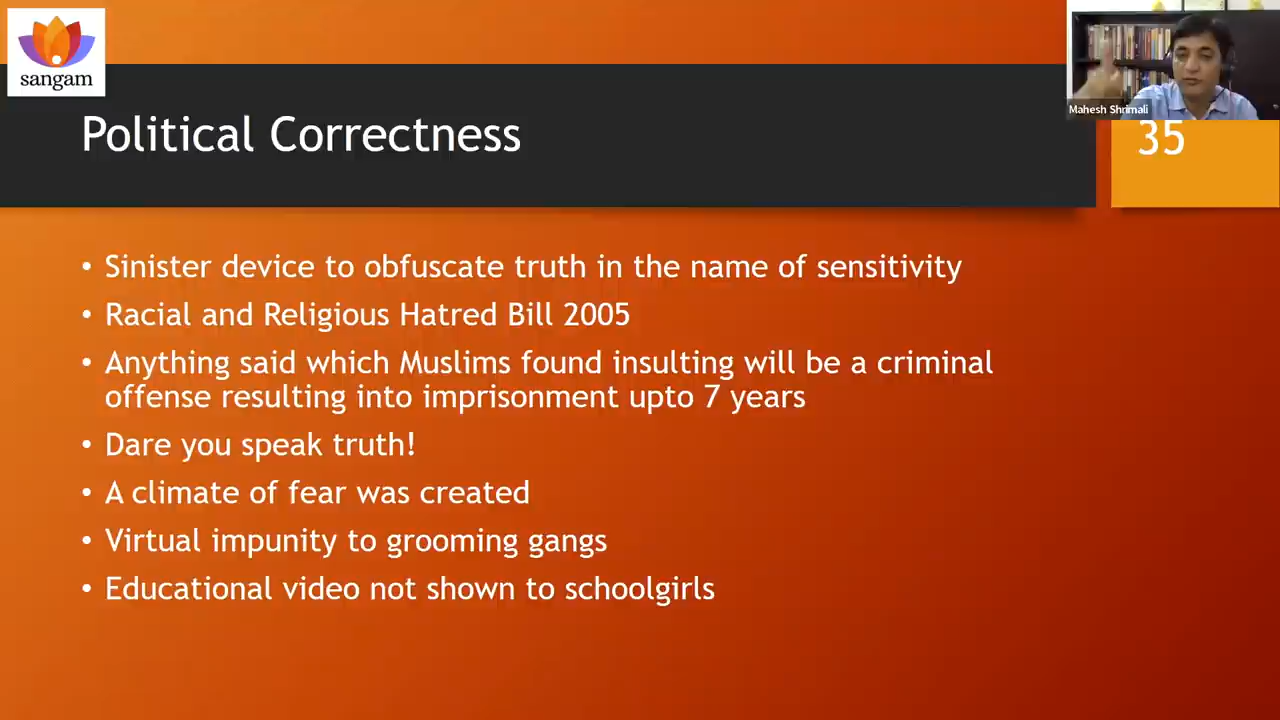 sangam
Mahesh Shrimali
Political Correctness
35
• Sinister device to obfuscate truth in the name of sensitivity
• Racial and Religious Hatred Bill 2005
• Anything said which Muslims found insulting will be a criminal
offense resulting into imprisonment upto 7 years
• Dare you speak truth!
• A climate of fear was created
• Virtual impunity to grooming gangs
• Educational video not shown to schoolgirls